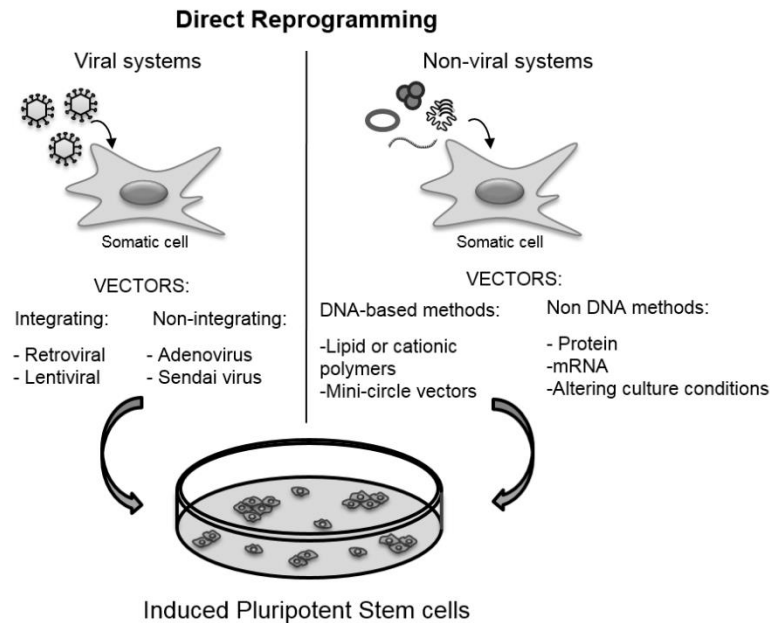 Direct Reprogramming
Viral systems
Non-viral systems
Somatic cell
Somatic cell
VECTORS:
VECTORS:
Integrating:
- Retroviral
- Lentiviral
Non-integrating:
- Adenovirus
- Sendai virus
DNA-based methods:
-Lipid or cationic
polymers
-Mini-circle vectors
Non DNA methods:
- Protein
-mRNA
-Altering culture conditions
Induced Pluripotent Stem cells